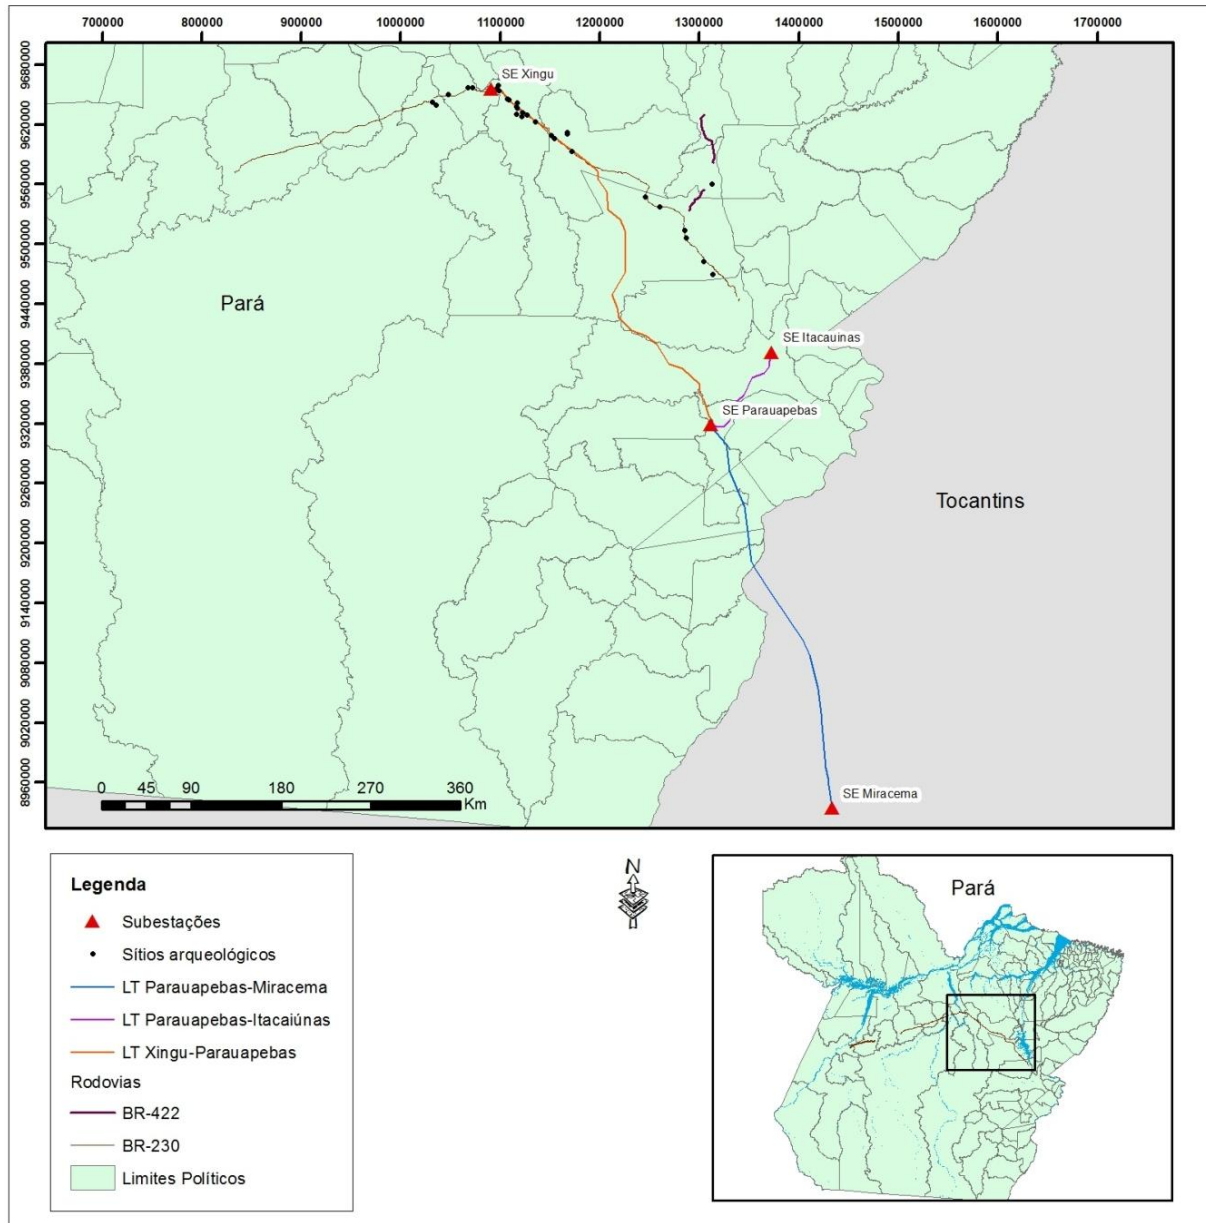 700000 800000 900000 1000000 1100000 1200000 1300000 1400000 1500000 1600000 1700000
9680000
9620000
9560000
9500000
9440000
9380000
9320000
9260000
9200000
9140000
9080000
9020000
8960000
SE Xingu
Pará
SE Itacauinas
SE Parauapebas
Tocantins
SE Miracema
0 45 90 180 270 360
Km
Legenda
Subestações
Sítios arqueológicos
LT Parauapebas-Miracema
LT Parauapebas-Itacaiúnas
LT Xingu-Parauapebas
Rodovias
BR-422
BR-230
Limites Políticos
N
Pará